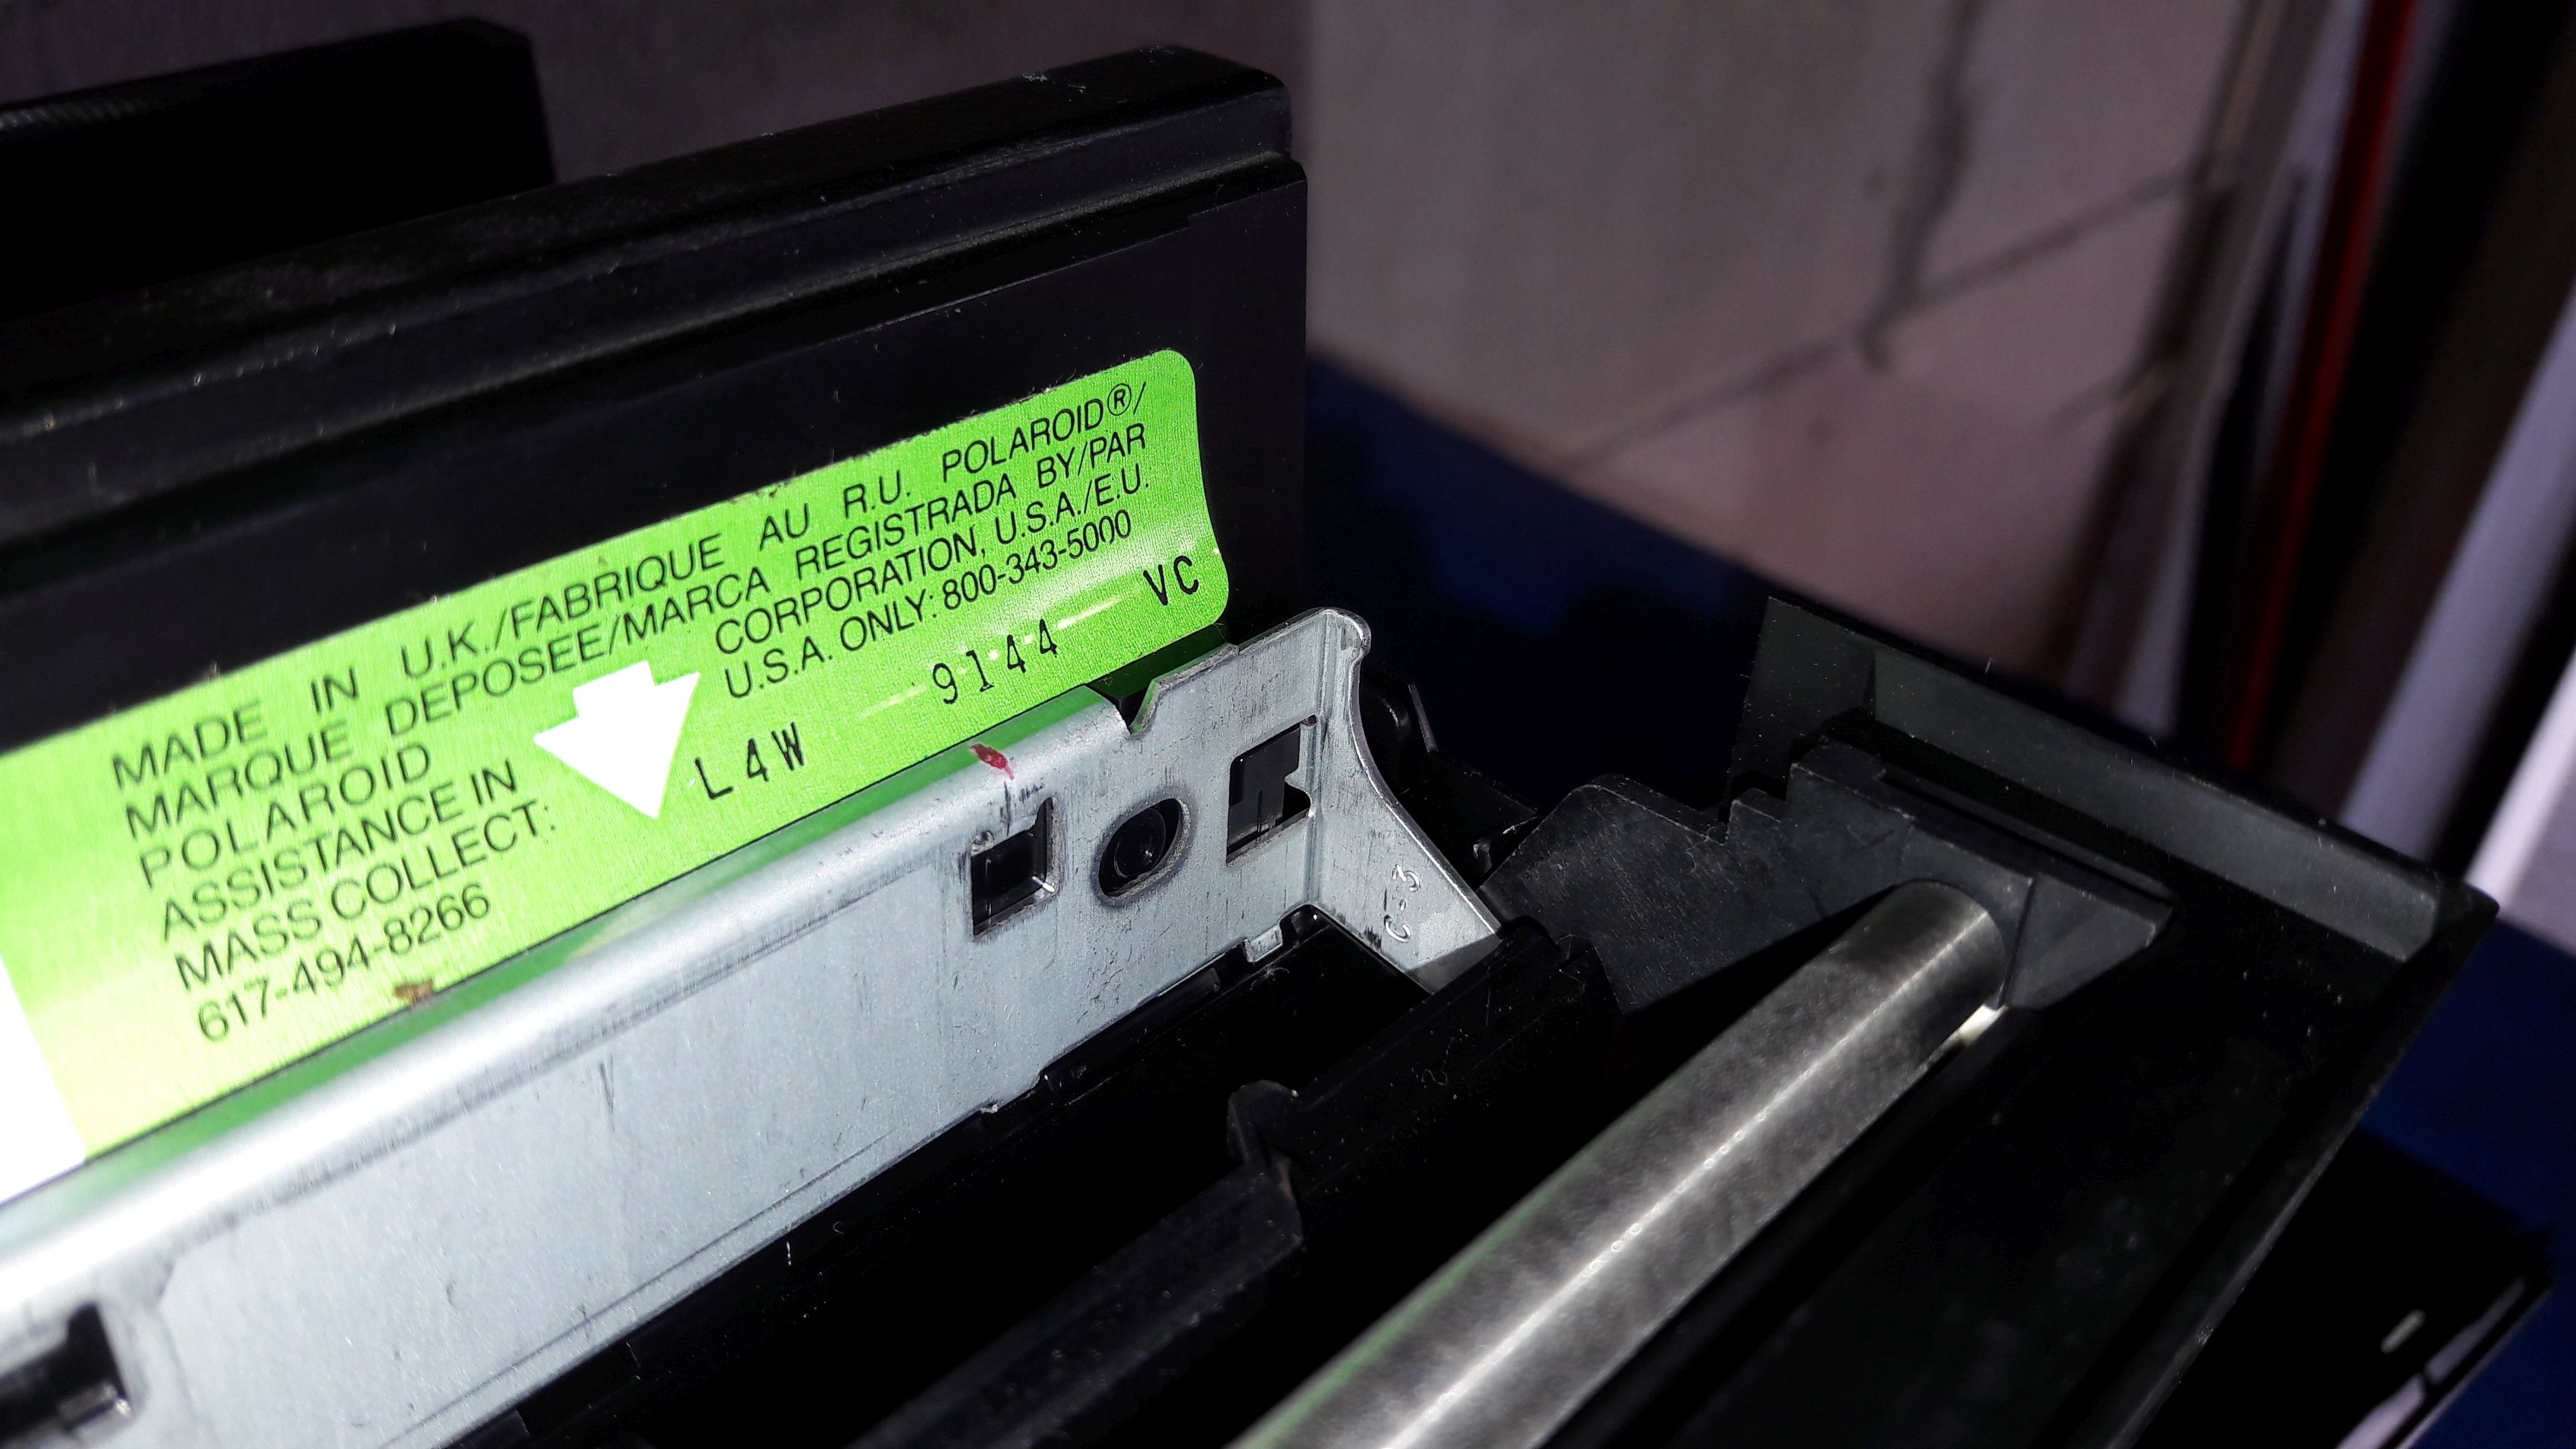 MADE IN U.K./FABRIQUE AU R.U. POLAROID®/
MARQUE DEPOSEE/MARCA REGISTRADA BY/PAR
POLAROID CORPORATION, U.S.A./E.U.
ASSISTANCE IN U.S.A. ONLY: 800-343-5000
MASS COLLECT:
617-494-8266
L4W 9144 VC
C-3